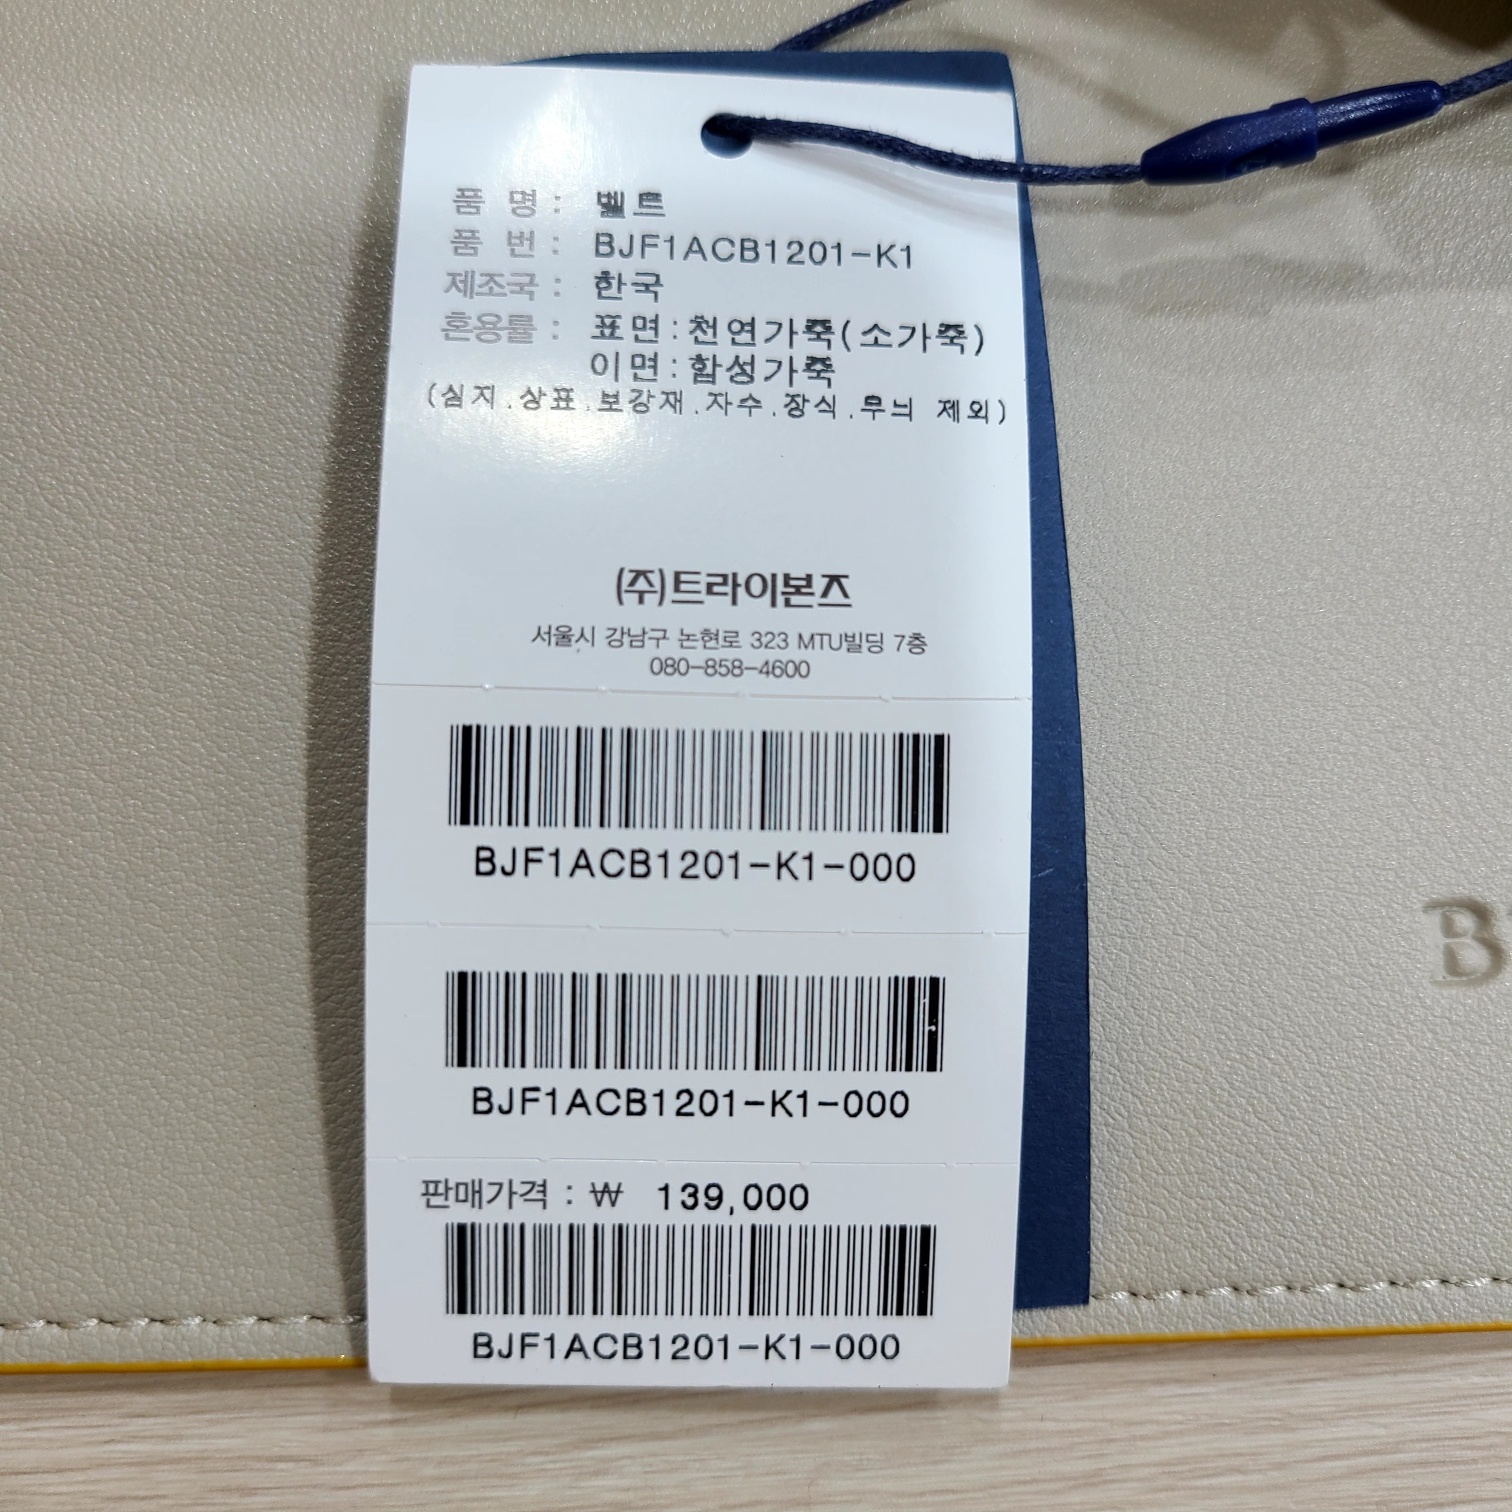 품 명 : 벨트
품 번 : BJF1ACB1201-K1
제조국 : 한국
혼용률 : 표면:천연가죽(소가죽)
이면:합성가죽
(심지.상표.보강재.자수.장식.무늬 제외)
(주)트라이본즈
서울시 강남구 논현로 323 MTU빌딩 7층
080-858-4600
BJF1ACB1201-K1-000
BJF1ACB1201-K1-000
판매가격 : ₩ 139,000
BJF1ACB1201-K1-000
B